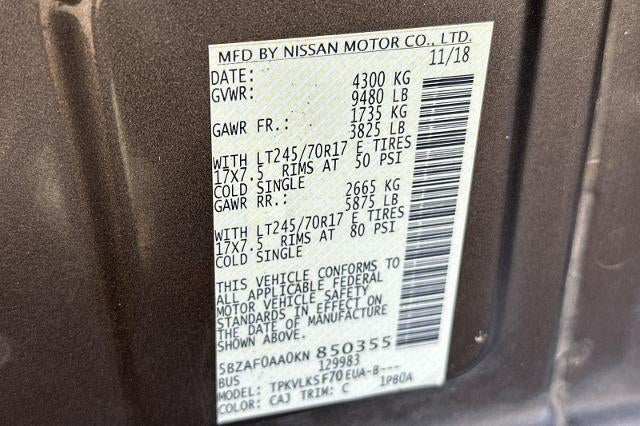 MFD BY NISSAN MOTOR CO., LTD.
DATE: 11/18
GVWR: 4300 KG
9480 LB
GAWR FR.: 1735 KG
3825 LB
WITH LT245/70R17 E TIRES
17X7.5 RIMS AT 50 PSI
COLD SINGLE
GAWR RR.: 2665 KG
5875 LB
WITH LT245/70R17 E TIRES
17X7.5 RIMS AT 80 PSI
COLD SINGLE
THIS VEHICLE CONFORMS TO
ALL APPLICABLE FEDERAL
MOTOR VEHICLE SAFETY
STANDARDS IN EFFECT ON
THE DATE OF MANUFACTURE
SHOWN ABOVE.
5BZAF0AA0KN 850355
BUS 129983
MODEL: TPKVLKSF70EUA-B---
COLOR: CAJ TRIM: C 1PB0A